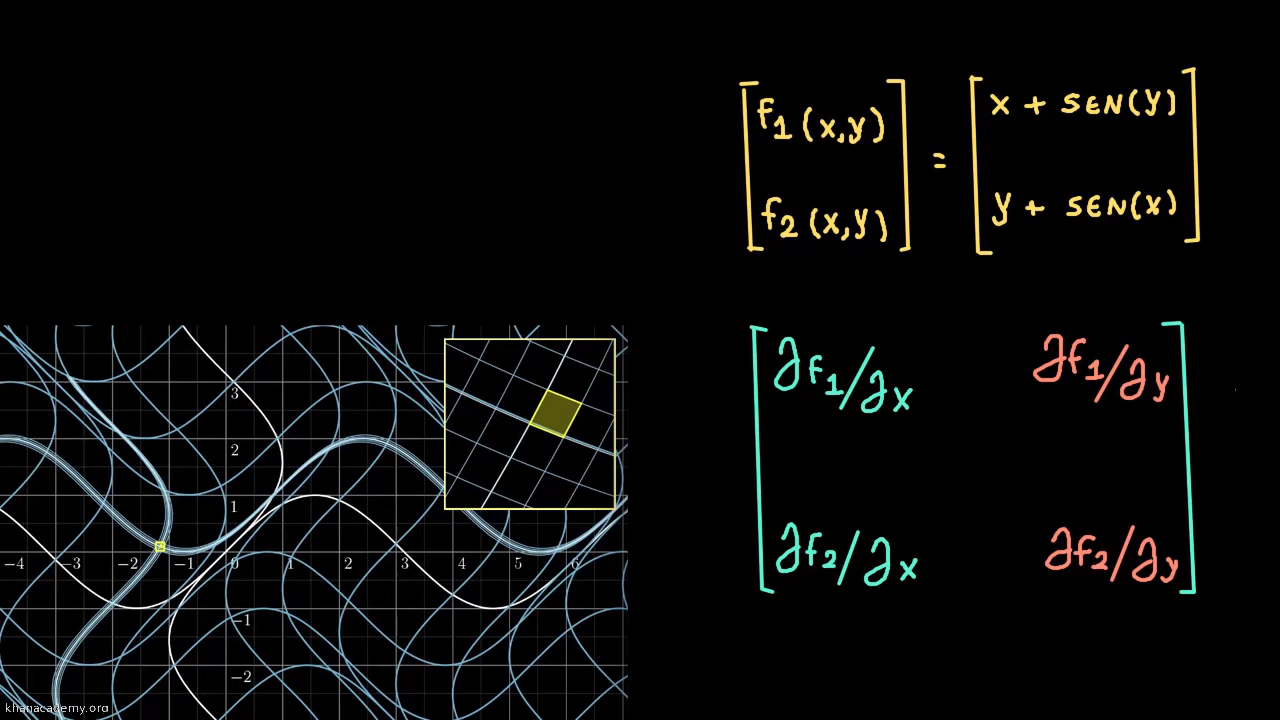 [f₁(x,y)] = [x + SEN(y)]
[f₂(x,y)] = [y + SEN(x)]
∂f₁/∂x ∂f₁/∂y
∂f₂/∂x ∂f₂/∂y
3
2
1
-4 -3 -2 -1 0 1 2 3 4 5 6
-1
-2
khanacademy.org